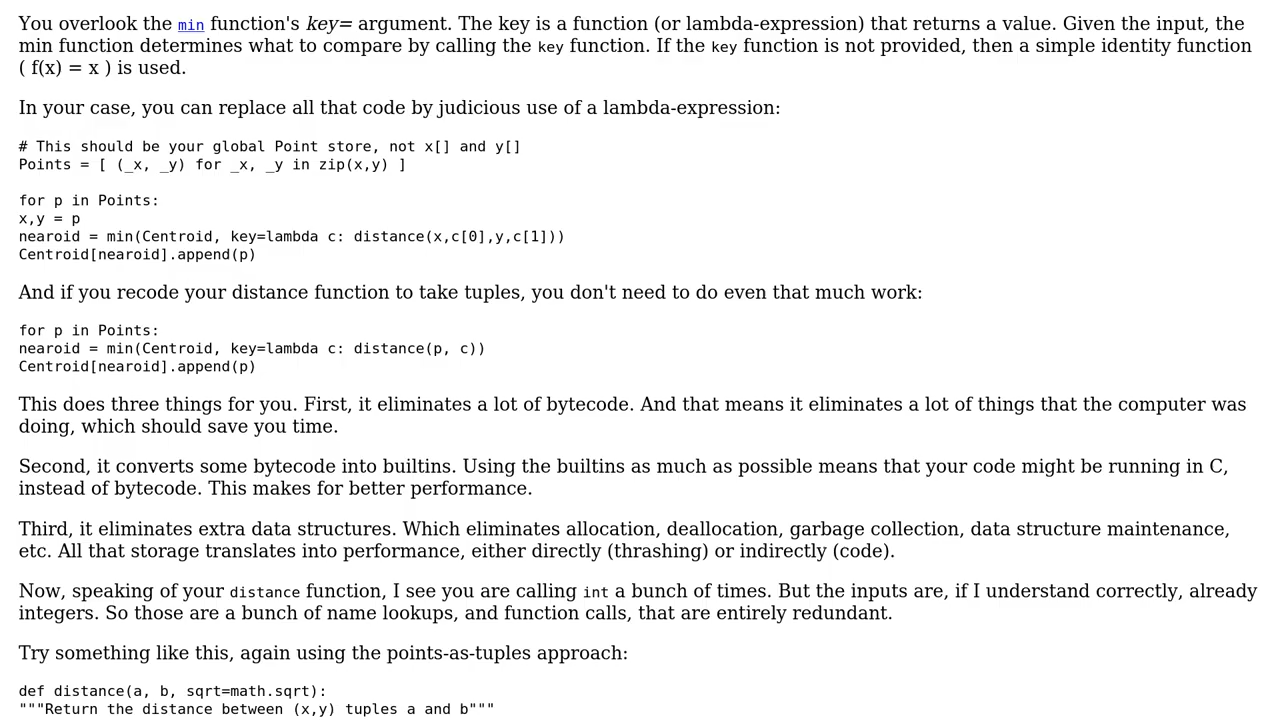 You overlook the min function's key= argument. The key is a function (or lambda-expression) that returns a value. Given the input, the
min function determines what to compare by calling the key function. If the key function is not provided, then a simple identity function
( f(x) = x ) is used.
In your case, you can replace all that code by judicious use of a lambda-expression:
# This should be your global Point store, not x[] and y[]
Points = [ (_x, _y) for _x, _y in zip(x,y) ]
for p in Points:
x,y = p
nearoid = min(Centroid, key=lambda c: distance(x,c[0],y,c[1]))
Centroid[nearoid].append(p)
And if you recode your distance function to take tuples, you don't need to do even that much work:
for p in Points:
nearoid = min(Centroid, key=lambda c: distance(p, c))
Centroid[nearoid].append(p)
This does three things for you. First, it eliminates a lot of bytecode. And that means it eliminates a lot of things that the computer was
doing, which should save you time.
Second, it converts some bytecode into builtins. Using the builtins as much as possible means that your code might be running in C,
instead of bytecode. This makes for better performance.
Third, it eliminates extra data structures. Which eliminates allocation, deallocation, garbage collection, data structure maintenance,
etc. All that storage translates into performance, either directly (thrashing) or indirectly (code).
Now, speaking of your distance function, I see you are calling int a bunch of times. But the inputs are, if I understand correctly, already
integers. So those are a bunch of name lookups, and function calls, that are entirely redundant.
Try something like this, again using the points-as-tuples approach:
def distance(a, b, sqrt=math.sqrt):
"""Return the distance between (x,y) tuples a and b"""